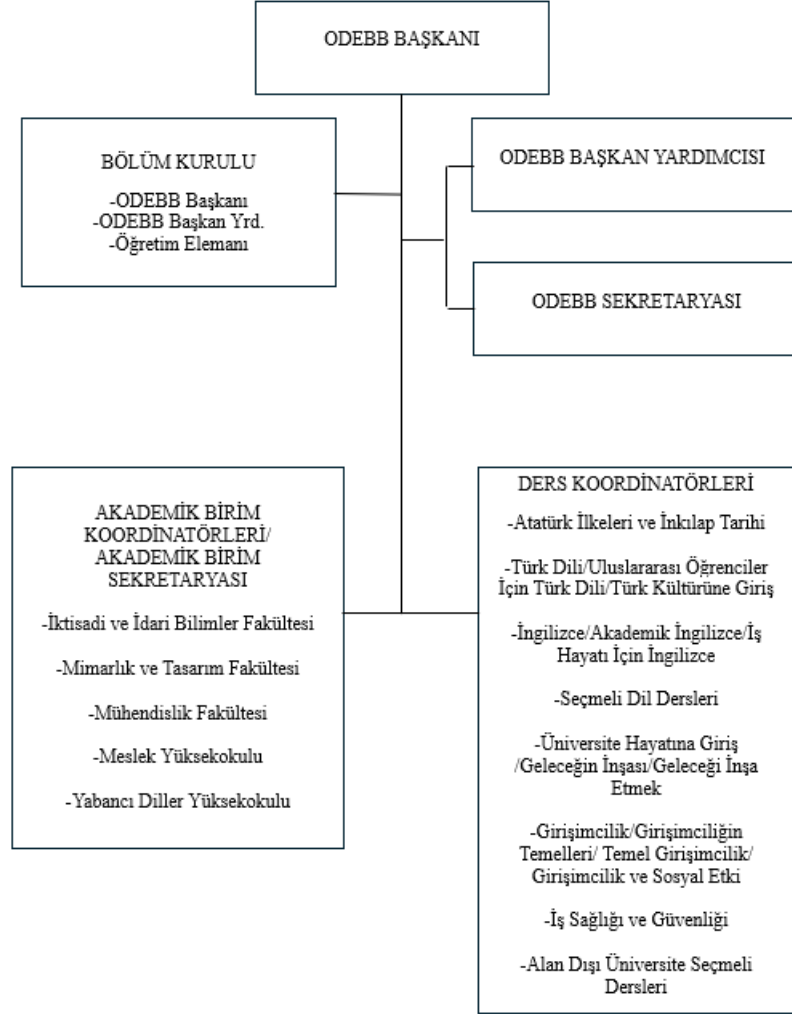 ODEBB BAŞKANI
BÖLÜM KURULU
-ODEBB Başkanı
-ODEBB Başkan Yrd.
-Öğretim Elemanı
ODEBB BAŞKAN YARDIMCISI
ODEBB SEKRETARYASI
AKADEMİK BİRİM
KOORDİNATÖRLERİ/
AKADEMİK BİRİM
SEKRETARYASI
-İktisadi ve İdari Bilimler Fakültesi
-Mimarlık ve Tasarım Fakültesi
-Mühendislik Fakültesi
-Meslek Yüksekokulu
-Yabancı Diller Yüksekokulu
DERS KOORDİNATÖRLERİ
-Atatürk İlkeleri ve İnkılap Tarihi
-Türk Dili/Uluslararası Öğrenciler
İçin Türk Dili/Türk Kültürüne Giriş
-İngilizce/Akademik İngilizce/İş
Hayatı İçin İngilizce
-Seçmeli Dil Dersleri
-Üniversite Hayatına Giriş
/Geleceğin İnşası/Geleceği İnşa
Etmek
-Girişimcilik/Girişimciliğin
Temelleri/ Temel Girişimcilik/
Girişimcilik ve Sosyal Etki
-İş Sağlığı ve Güvenliği
-Alan Dışı Üniversite Seçmeli
Dersleri